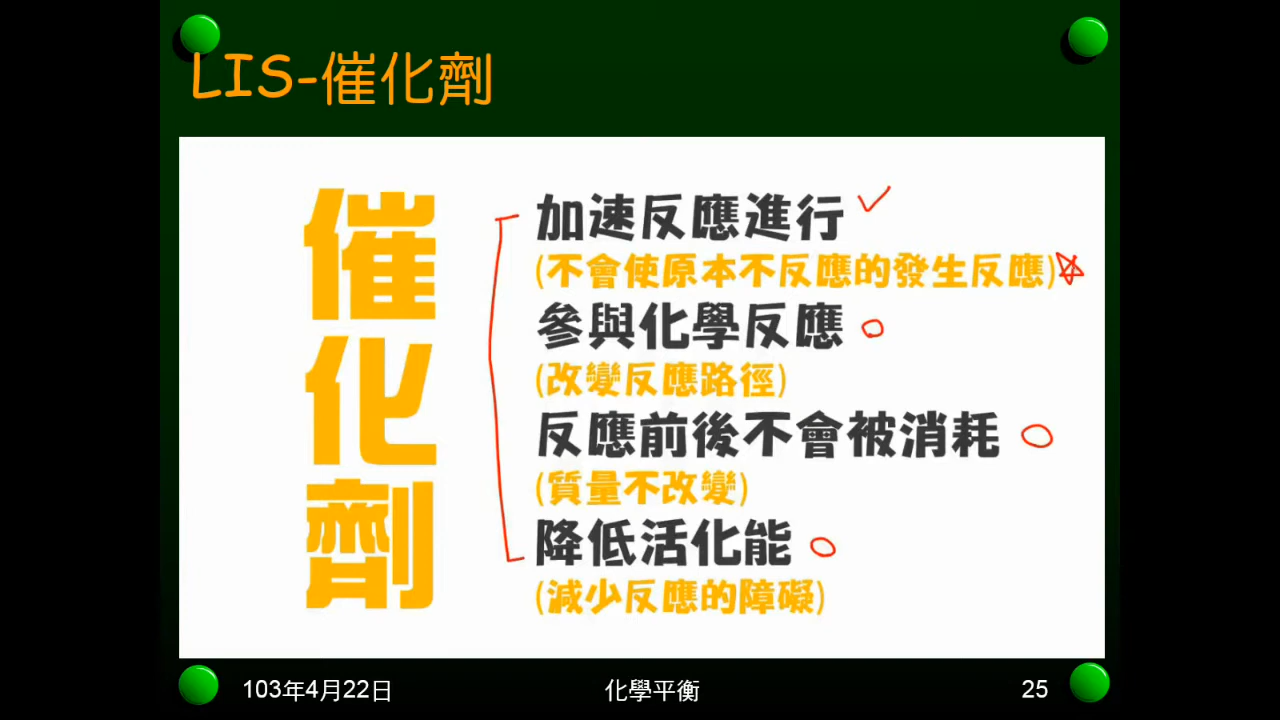 LIS-催化劑
催化劑
加速反應進行
(不會使原本不反應的發生反應)
參與化學反應
(改變反應路徑)
反應前後不會被消耗
(質量不改變)
降低活化能
(減少反應的障礙)
103年4月22日
化學平衡
25